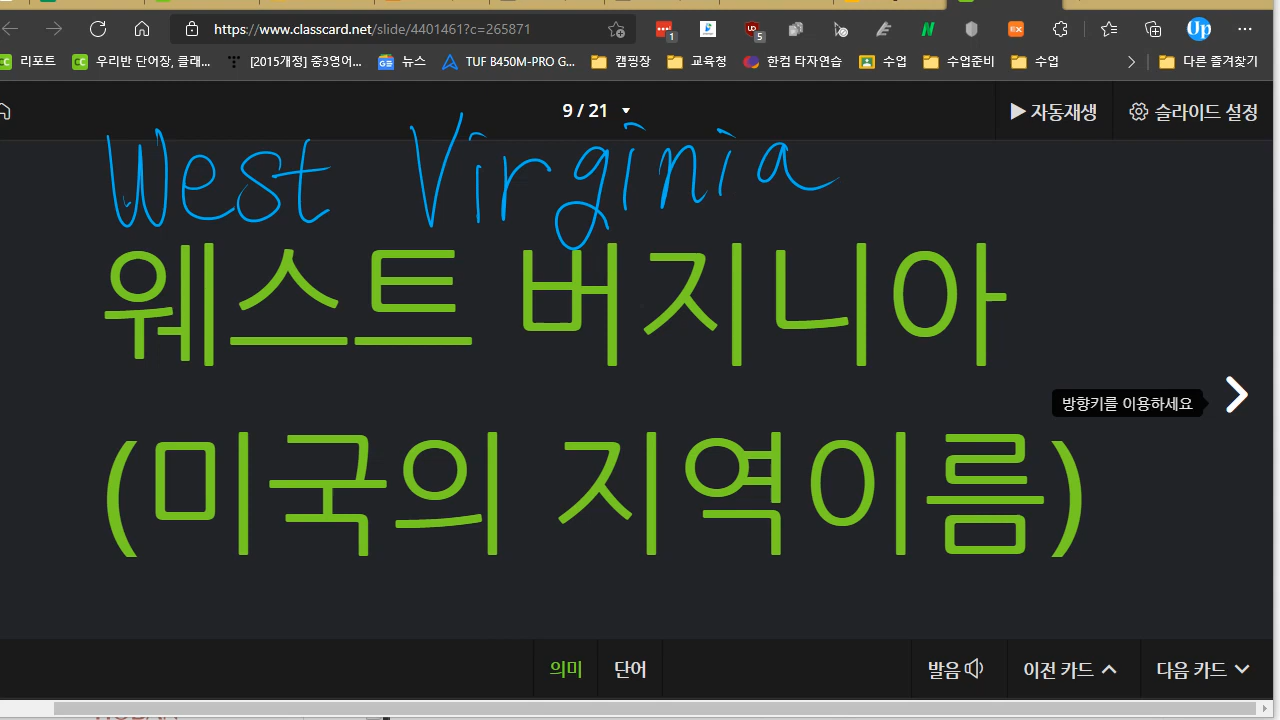 https://www.classcard.net/slide/4401461?c=265871
1
UD
5
EX
Up
리포트
우리반 단어장, 클래...
[2015개정] 중3영어...
뉴스
TUF B450M-PRO G...
캠핑장
교육청
한컴 타자연습
수업
수업준비
수업
다른 즐겨찾기
9 / 21
자동재생
슬라이드 설정
West Virginia
웨스트 버지니아
방향키를 이용하세요
(미국의 지역이름)
의미
단어
발음
이전 카드
다음 카드